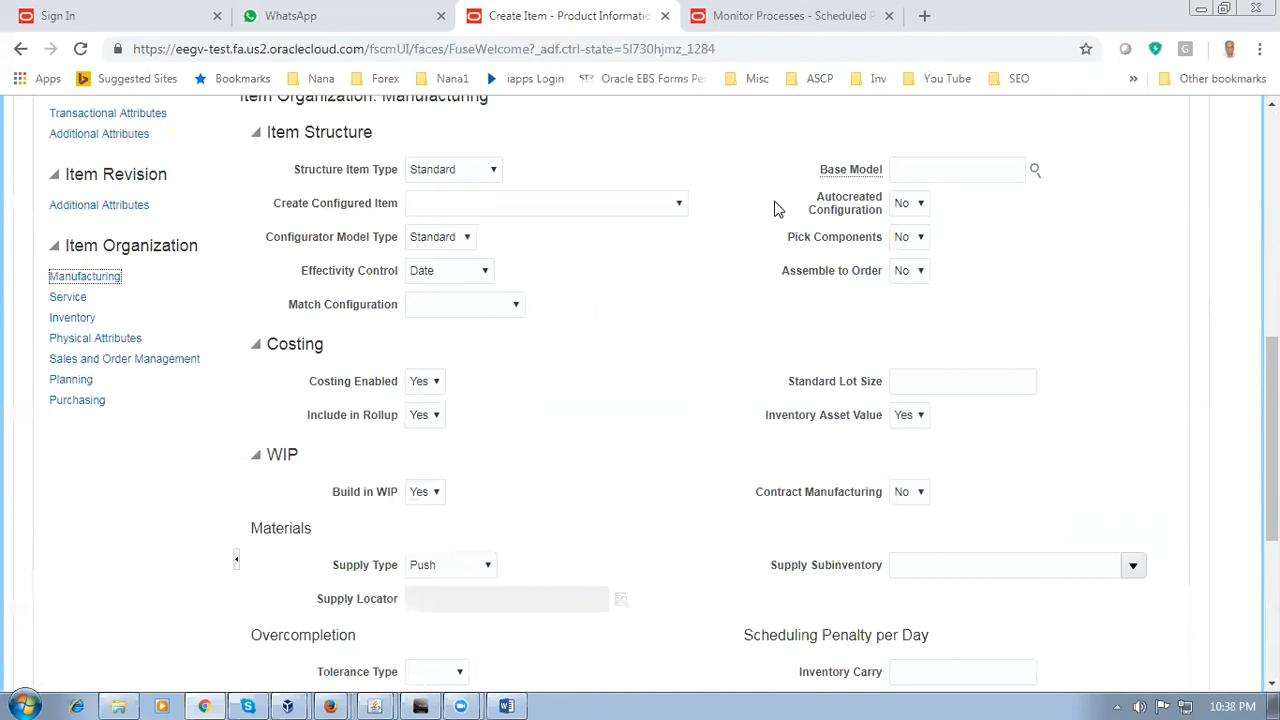 Sign In
WhatsApp
Create Item - Product Informati
Monitor Processes - Scheduled P
https://eegv-test.fa.us2.oraclecloud.com/fscmUI/faces/FuseWelcome?_adf.ctrl-state=5l730hjmz_1284
Apps
Suggested Sites
Bookmarks
Nana
Forex
Nana1
iapps Login
Oracle EBS Forms Pe
Misc
ASCP
Inv
You Tube
SEO
Other bookmarks
Transactional Attributes
Additional Attributes
Item Revision
Additional Attributes
Item Organization
Manufacturing
Service
Inventory
Physical Attributes
Sales and Order Management
Planning
Purchasing
Item Organization: Manufacturing
Item Structure
Structure Item Type Standard
Base Model
Create Configured Item
Autocreated Configuration No
Configurator Model Type Standard
Pick Components No
Effectivity Control Date
Assemble to Order No
Match Configuration
Costing
Costing Enabled Yes
Standard Lot Size
Include in Rollup Yes
Inventory Asset Value Yes
WIP
Build in WIP Yes
Contract Manufacturing No
Materials
Supply Type Push
Supply Subinventory
Supply Locator
Overcompletion
Scheduling Penalty per Day
Tolerance Type
Inventory Carry
10:38 PM